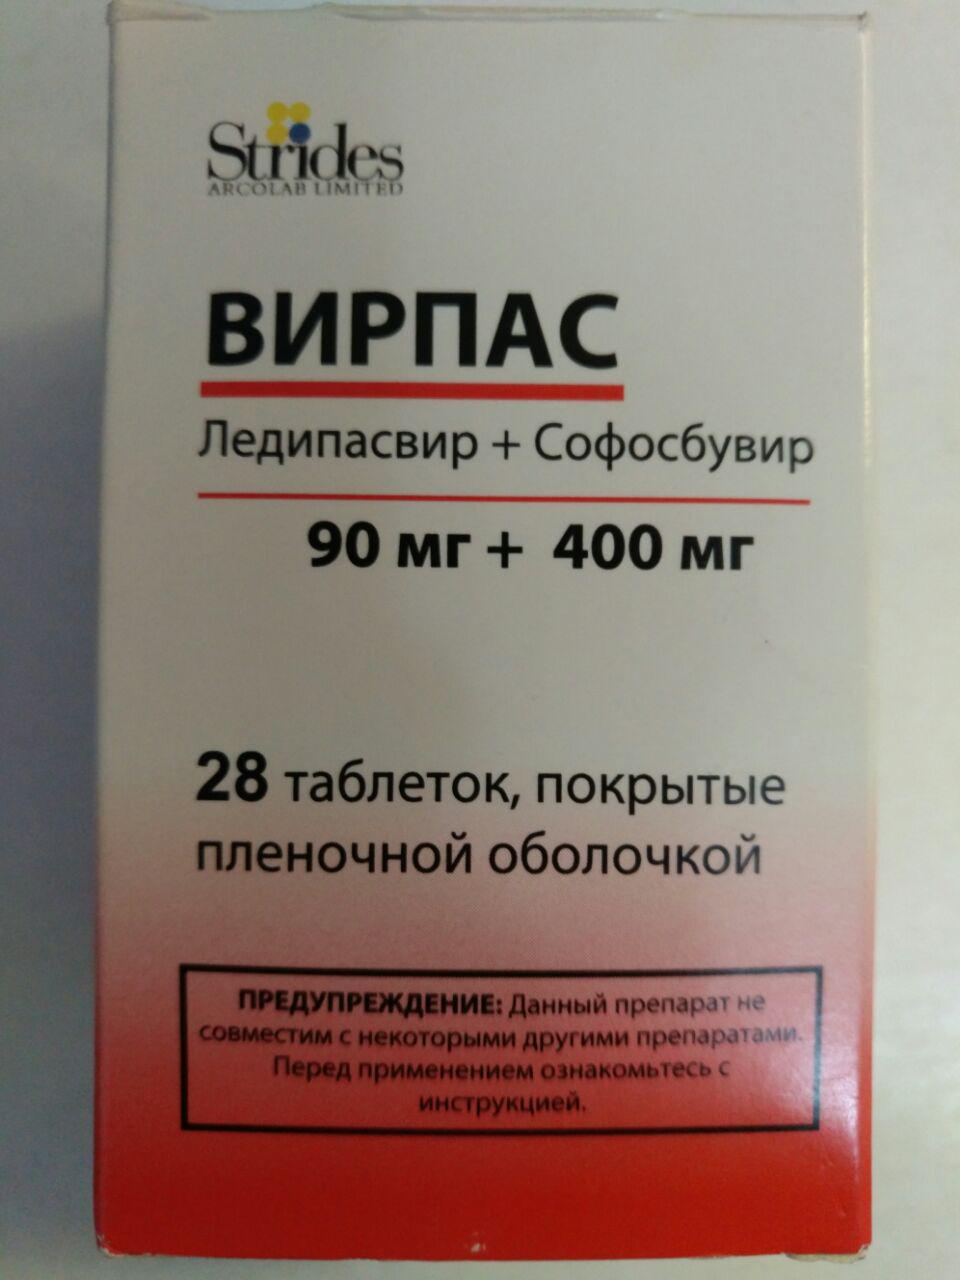 Strides
ARCOLAB LIMITED
ВИРПАС
Ледипасвир + Софосбувир
90 мг + 400 мг
28 таблеток, покрытые
пленочной оболочкой
ПРЕДУПРЕЖДЕНИЕ: Данный препарат не
совместим с некоторыми другими препаратами.
Перед применением ознакомьтесь с
инструкцией.